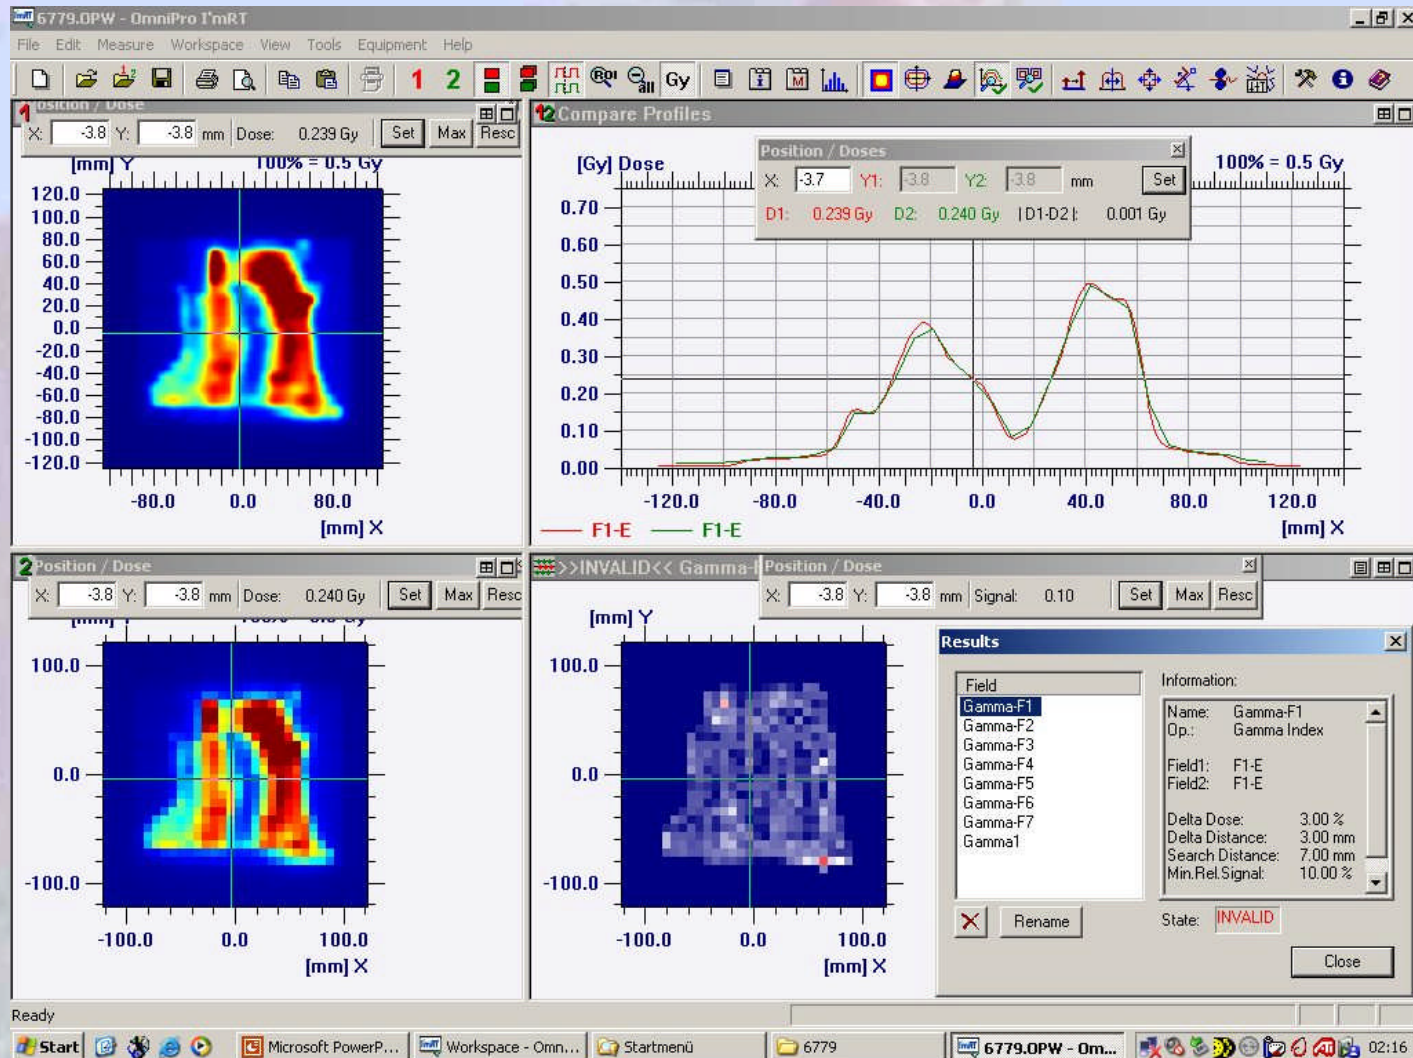 6779.OPW - OmniPro I'mRT
File Edit Measure Workspace View Tools Equipment Help
1 2 ROI all Gy M
1 Position / Dose
X: -3.8 Y: -3.8 mm Dose: 0.239 Gy Set Max Resc
[mm] Y 100% = 0.5 Gy
120.0
100.0
80.0
60.0
40.0
20.0
0.0
-20.0
-40.0
-60.0
-80.0
-100.0
-120.0
-80.0 0.0 80.0
[mm] X
12 Compare Profiles
[Gy] Dose 100% = 0.5 Gy
Position / Doses
X: -3.7 Y1: -3.8 Y2: -3.8 mm Set
D1: 0.239 Gy D2: 0.240 Gy |D1-D2|: 0.001 Gy
0.70
0.60
0.50
0.40
0.30
0.20
0.10
0.00
-120.0 -80.0 -40.0 0.0 40.0 80.0 120.0
[mm] X
F1-E F1-E
2 Position / Dose
X: -3.8 Y: -3.8 mm Dose: 0.240 Gy Set Max Resc
[mm] Y
100.0
0.0
-100.0
-100.0 0.0 100.0
[mm] X
>>INVALID<< Gamma-
Position / Dose
X: -3.8 Y: -3.8 mm Signal: 0.10 Set Max Resc
[mm] Y
100.0
0.0
-100.0
-100.0 0.0 100.0
[mm] X
Results
Field
Gamma-F1
Gamma-F2
Gamma-F3
Gamma-F4
Gamma-F5
Gamma-F6
Gamma-F7
Gamma1
Rename
Information:
Name: Gamma-F1
Op.: Gamma Index
Field1: F1-E
Field2: F1-E
Delta Dose: 3.00 %
Delta Distance: 3.00 mm
Search Distance: 7.00 mm
Min.Rel.Signal: 10.00 %
State: INVALID
Close
Ready
Start Microsoft PowerP... Workspace - Omn... Startmenü 6779 6779.OPW - Om... 02:16